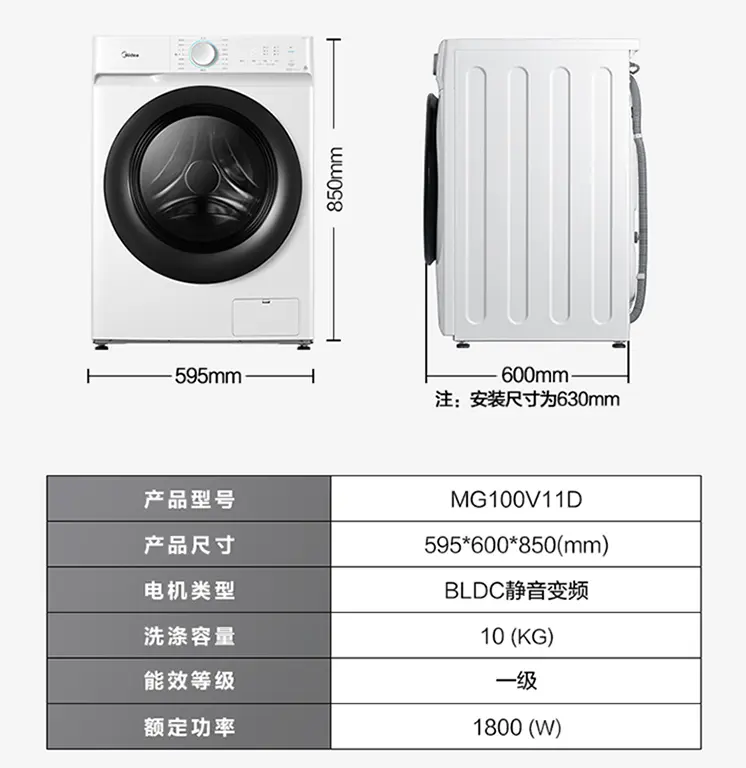 Midea
850mm
595mm
600mm
注：安装尺寸为630mm
产品型号 MG100V11D
产品尺寸 595*600*850(mm)
电机类型 BLDC静音变频
洗涤容量 10 (KG)
能效等级 一级
额定功率 1800 (W)